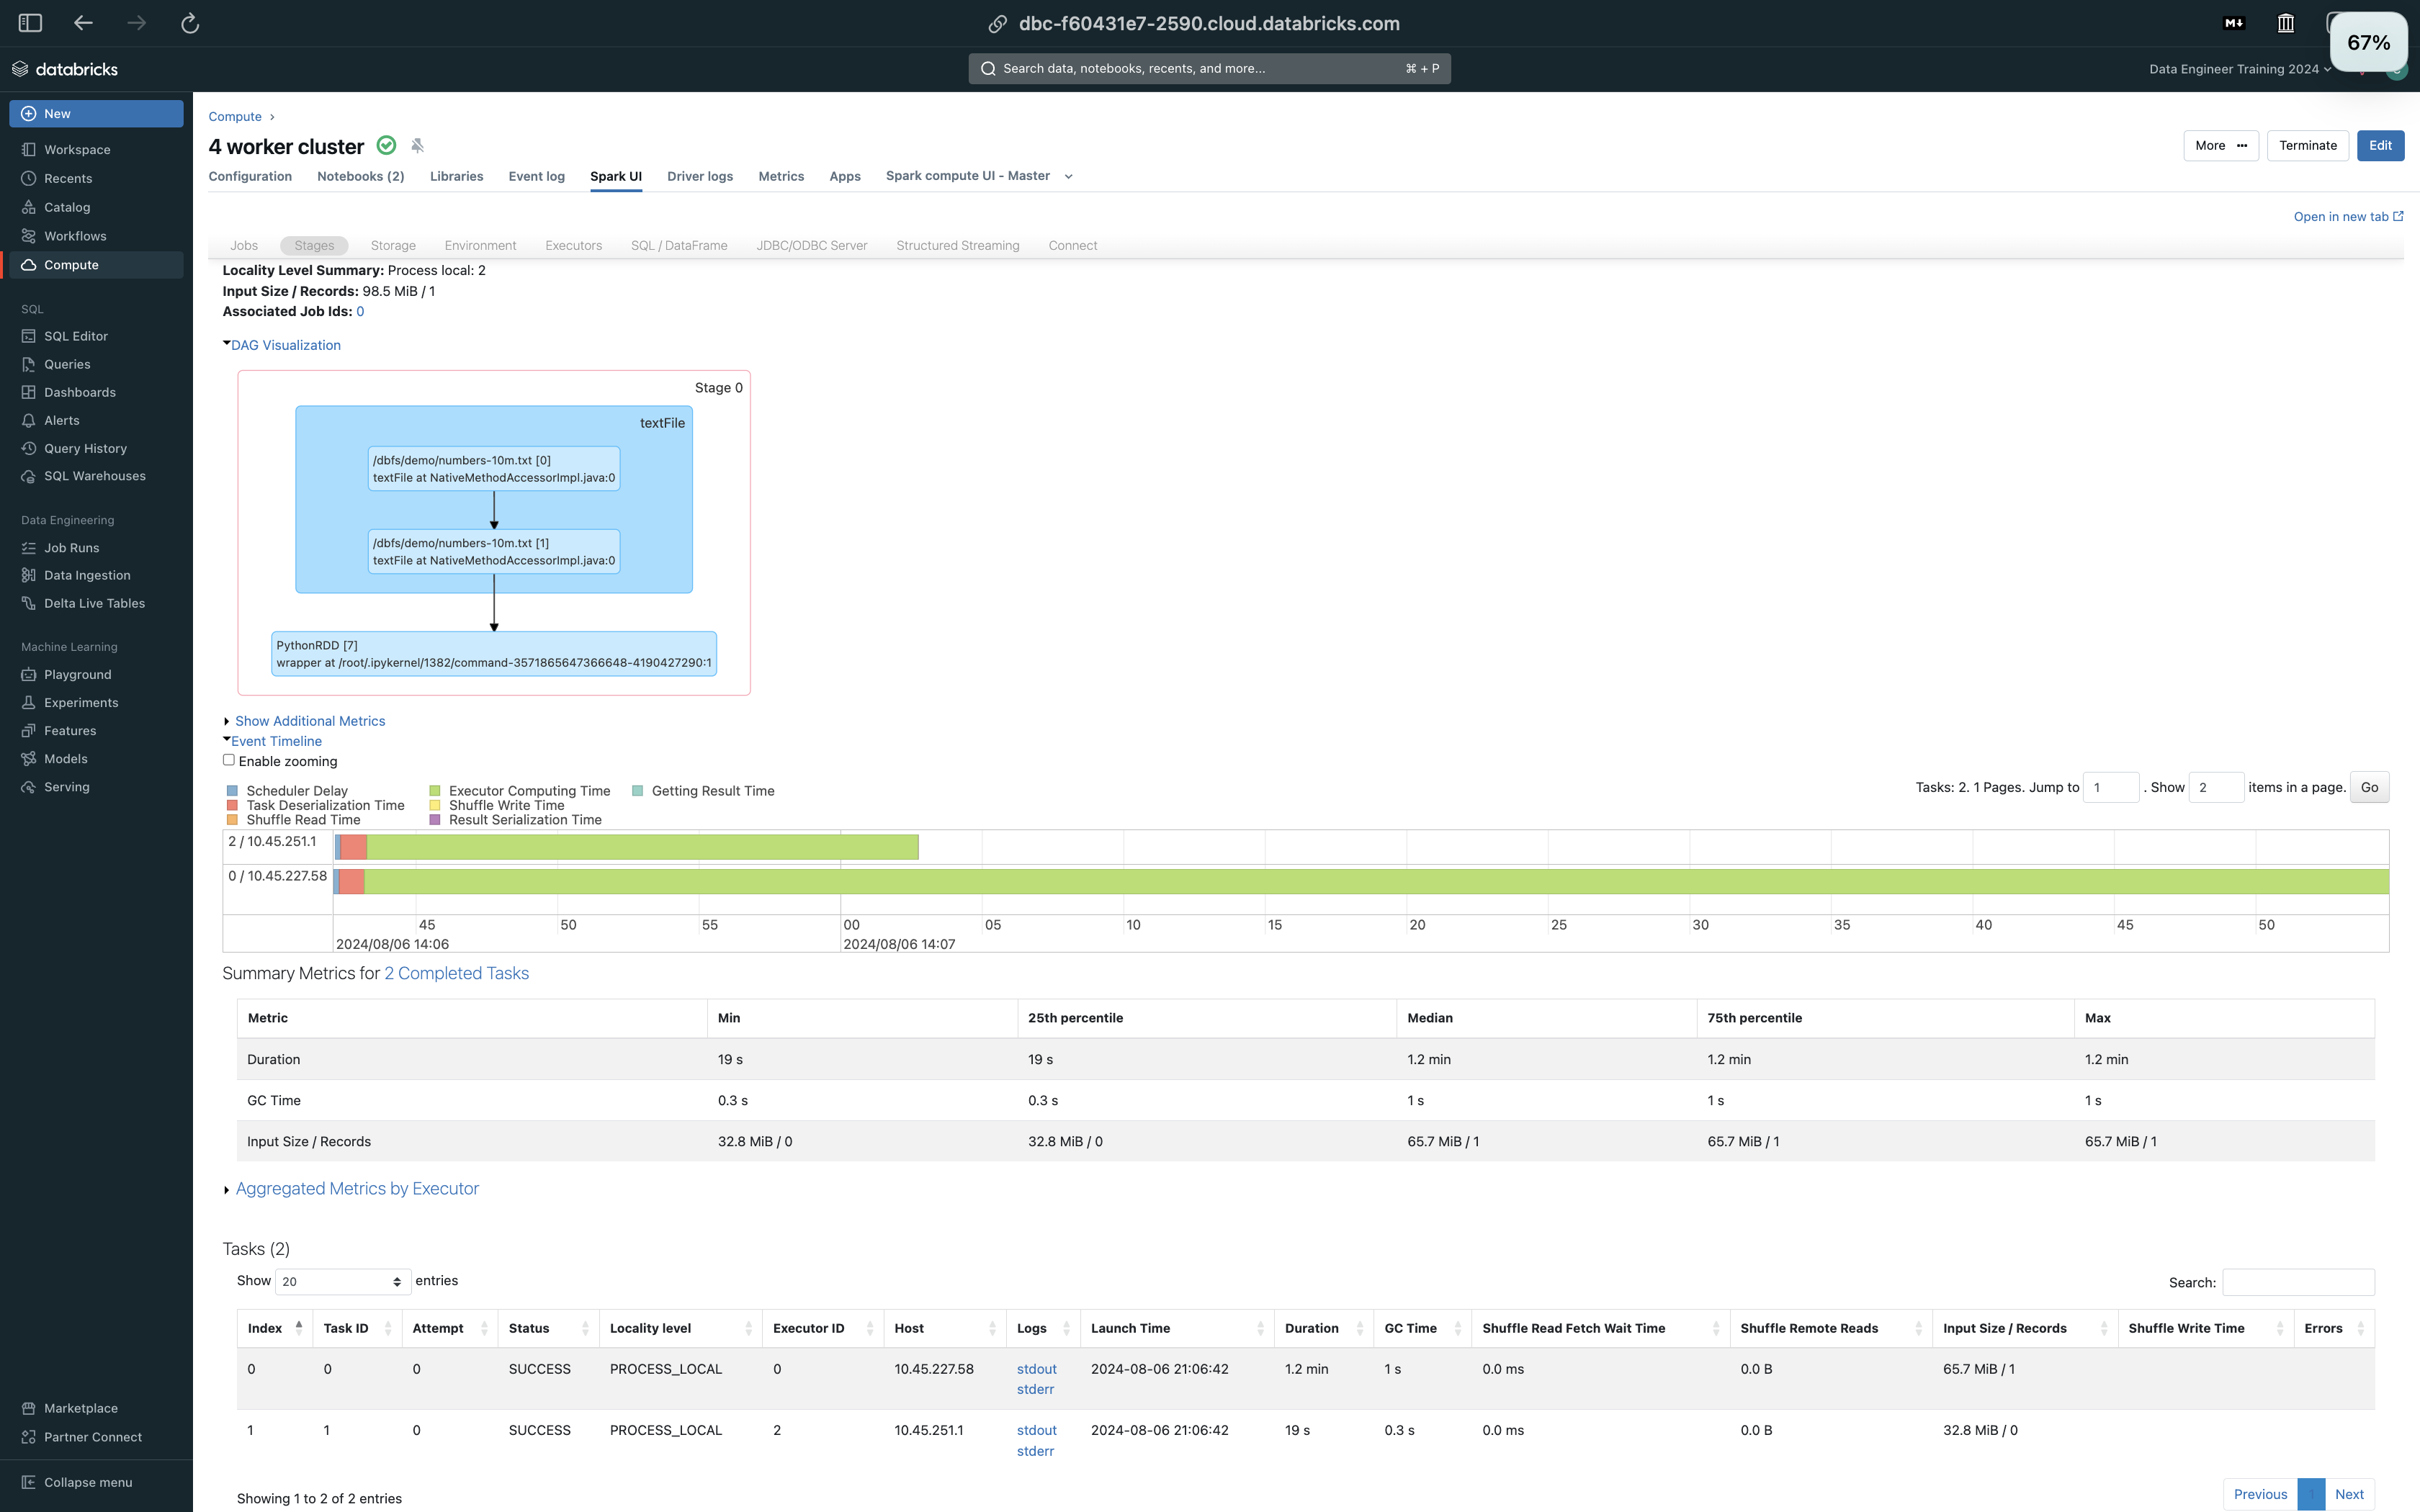 dbc-f60431e7-2590.cloud.databricks.com
M↓
67%
databricks
Search data, notebooks, recents, and more...
⌘ + P
Data Engineer Training 2024
New
Workspace
Recents
Catalog
Workflows
Compute
SQL
SQL Editor
Queries
Dashboards
Alerts
Query History
SQL Warehouses
Data Engineering
Job Runs
Data Ingestion
Delta Live Tables
Machine Learning
Playground
Experiments
Features
Models
Serving
Marketplace
Partner Connect
Collapse menu
Compute ›
4 worker cluster
More ···
Terminate
Edit
Configuration Notebooks (2) Libraries Event log Spark UI Driver logs Metrics Apps Spark compute UI - Master
Open in new tab
Jobs Stages Storage Environment Executors SQL / DataFrame JDBC/ODBC Server Structured Streaming Connect
Locality Level Summary: Process local: 2
Input Size / Records: 98.5 MiB / 1
Associated Job Ids: 0
DAG Visualization
Stage 0
textFile
/dbfs/demo/numbers-10m.txt [0]
textFile at NativeMethodAccessorImpl.java:0
/dbfs/demo/numbers-10m.txt [1]
textFile at NativeMethodAccessorImpl.java:0
PythonRDD [7]
wrapper at /root/.ipykernel/1382/command-3571865647366648-4190427290:1
Show Additional Metrics
Event Timeline
Enable zooming
Scheduler Delay Executor Computing Time Getting Result Time
Task Deserialization Time Shuffle Write Time
Shuffle Read Time Result Serialization Time
Tasks: 2. 1 Pages. Jump to 1 . Show 2 items in a page. Go
2 / 10.45.251.1
0 / 10.45.227.58
45 50 55 00 05 10 15 20 25 30 35 40 45 50
2024/08/06 14:06 2024/08/06 14:07
Summary Metrics for 2 Completed Tasks
Metric Min 25th percentile Median 75th percentile Max
Duration 19 s 19 s 1.2 min 1.2 min 1.2 min
GC Time 0.3 s 0.3 s 1 s 1 s 1 s
Input Size / Records 32.8 MiB / 0 32.8 MiB / 0 65.7 MiB / 1 65.7 MiB / 1 65.7 MiB / 1
Aggregated Metrics by Executor
Tasks (2)
Show 20 entries
Search:
Index Task ID Attempt Status Locality level Executor ID Host Logs Launch Time Duration GC Time Shuffle Read Fetch Wait Time Shuffle Remote Reads Input Size / Records Shuffle Write Time Errors
0 0 0 SUCCESS PROCESS_LOCAL 0 10.45.227.58 stdout 2024-08-06 21:06:42 1.2 min 1 s 0.0 ms 0.0 B 65.7 MiB / 1
stderr
1 1 0 SUCCESS PROCESS_LOCAL 2 10.45.251.1 stdout 2024-08-06 21:06:42 19 s 0.3 s 0.0 ms 0.0 B 32.8 MiB / 0
stderr
Showing 1 to 2 of 2 entries
Previous 1 Next